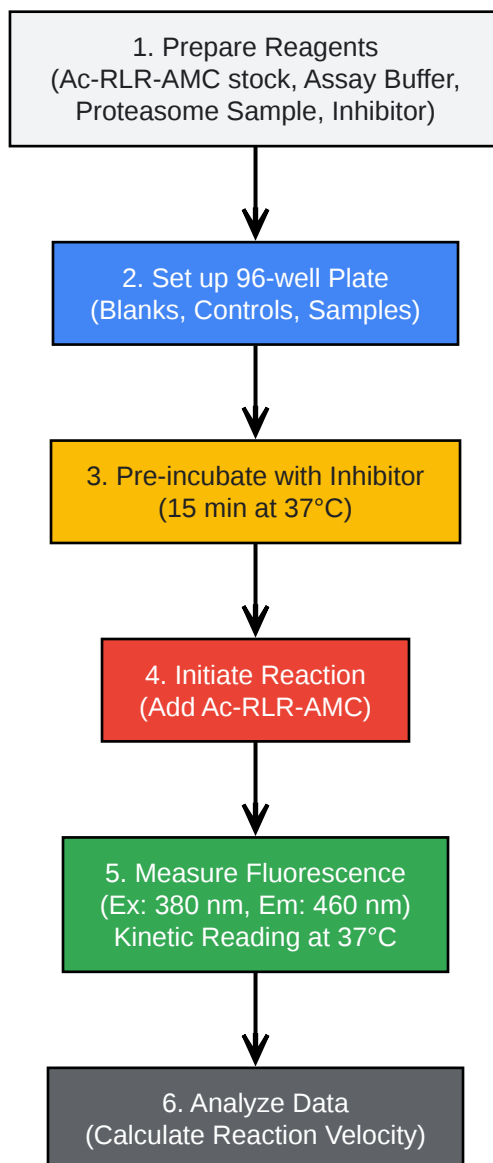 1. Prepare Reagents
(Ac-RLR-AMC stock, Assay Buffer,
Proteasome Sample, Inhibitor)
2. Set up 96-well Plate
(Blanks, Controls, Samples)
3. Pre-incubate with Inhibitor
(15 min at 37°C)
4. Initiate Reaction
(Add Ac-RLR-AMC)
5. Measure Fluorescence
(Ex: 380 nm, Em: 460 nm)
Kinetic Reading at 37°C
6. Analyze Data
(Calculate Reaction Velocity)